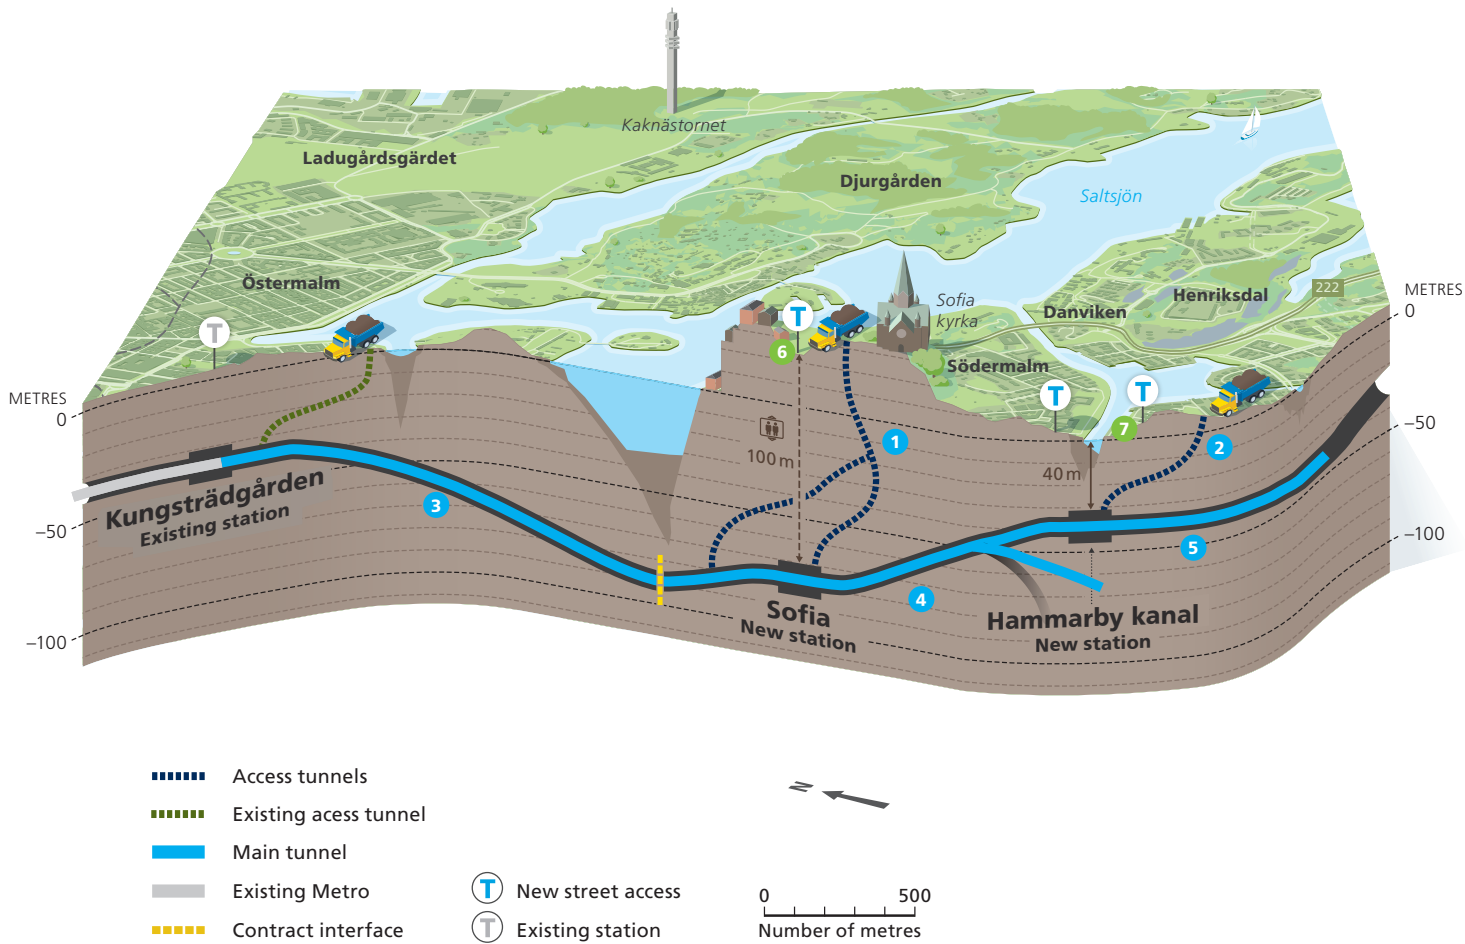 Kaknästornet
Ladugårdsgärdet
Djurgården
Saltsjön
Östermalm
Sofia
kyrka
Danviken
Henriksdal
222
Södermalm
METRES
0
−50
−100
METRES
0
−50
−100
T
T
T
T
6
7
1
2
3
4
5
100 m
40 m
Kungsträdgården
Existing station
Sofia
New station
Hammarby kanal
New station
N
Access tunnels
Existing acess tunnel
Main tunnel
Existing Metro
Contract interface
T New street access
T Existing station
0 500
Number of metres